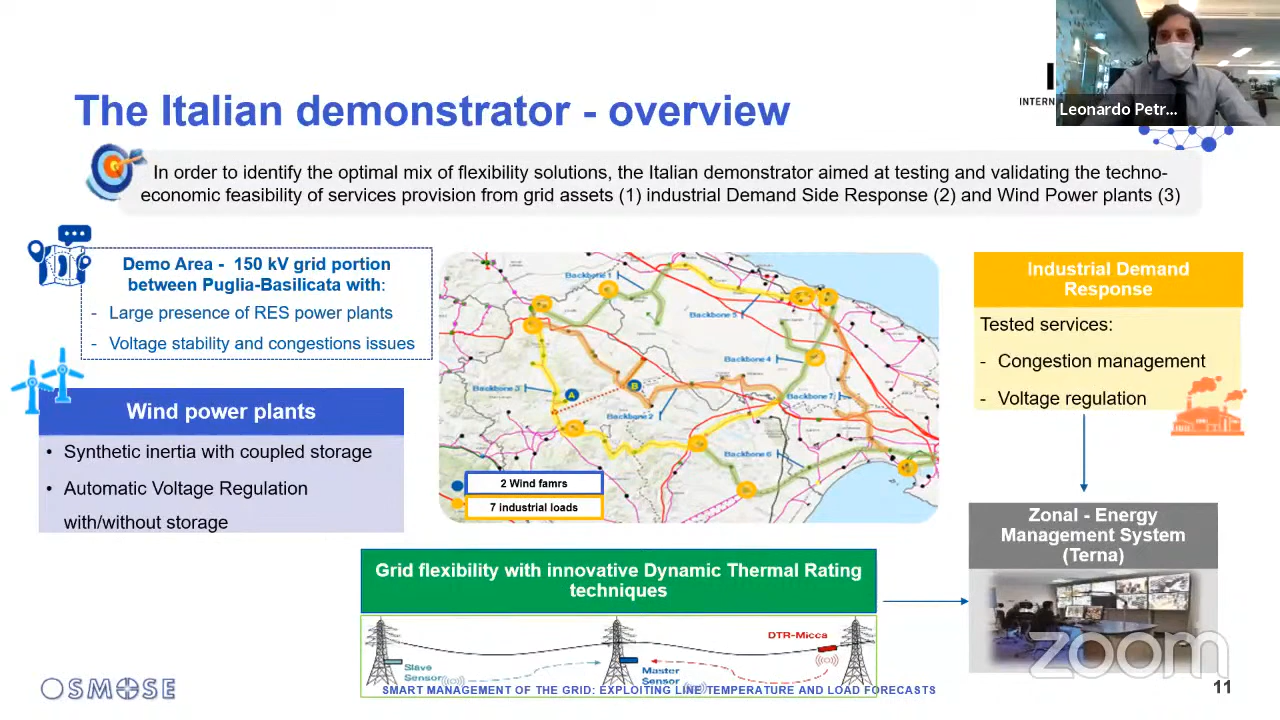 The Italian demonstrator - overview
INTERN
Leonardo Petr...
In order to identify the optimal mix of flexibility solutions, the Italian demonstrator aimed at testing and validating the techno-
economic feasibility of services provision from grid assets (1) industrial Demand Side Response (2) and Wind Power plants (3)
Demo Area - 150 kV grid portion
between Puglia-Basilicata with:
- Large presence of RES power plants
- Voltage stability and congestions issues
Wind power plants
• Synthetic inertia with coupled storage
• Automatic Voltage Regulation
with/without storage
Backbone 1
Backbone 5
Backbone 4
Backbone 3
A
B
Backbone 7
Backbone 2
Backbone 6
2 Wind famrs
7 industrial loads
Industrial Demand
Response
Tested services:
- Congestion management
- Voltage regulation
Zonal - Energy
Management System
(Terna)
Grid flexibility with innovative Dynamic Thermal Rating
techniques
DTR-Micca
Slave
Sensor
Master
Sensor
zoom
OSMOSE
SMART MANAGEMENT OF THE GRID: EXPLOITING LINE TEMPERATURE AND LOAD FORECASTS
11